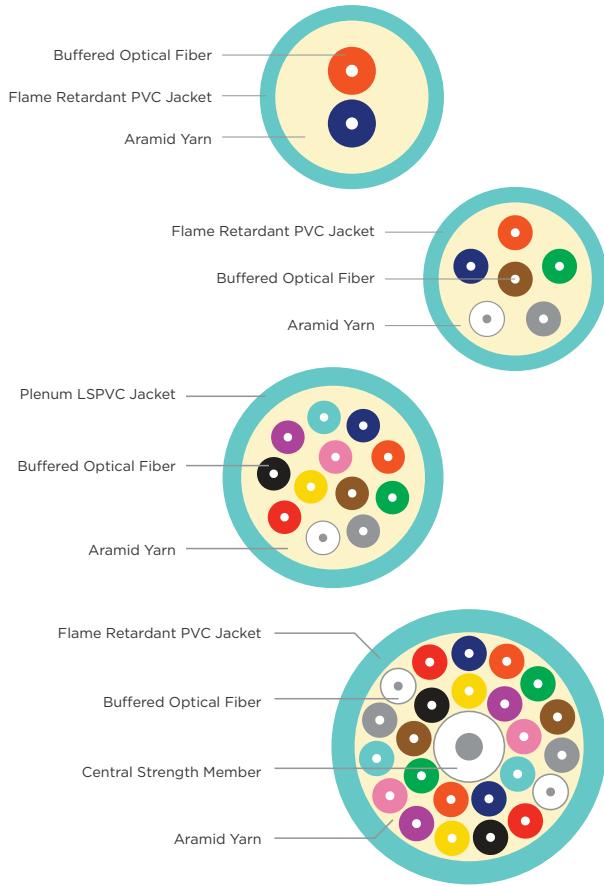 Buffered Optical Fiber
Flame Retardant PVC Jacket
Aramid Yarn
Flame Retardant PVC Jacket
Buffered Optical Fiber
Aramid Yarn
Plenum LSPVC Jacket
Buffered Optical Fiber
Aramid Yarn
Flame Retardant PVC Jacket
Buffered Optical Fiber
Central Strength Member
Aramid Yarn